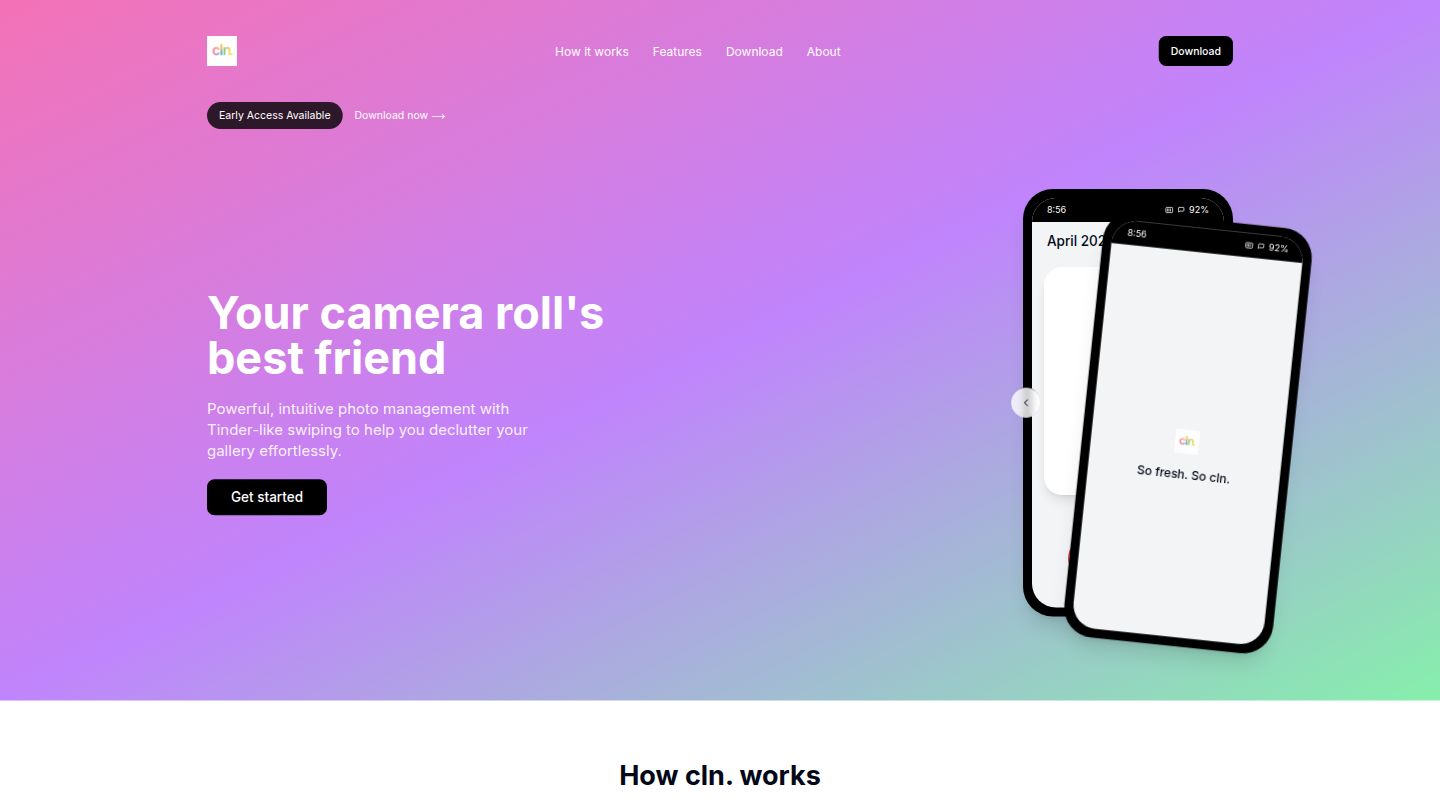 cln.
How it works
Features
Download
About
Download
Early Access Available
Download now ⟶
Your camera roll's
best friend
Powerful, intuitive photo management with
Tinder-like swiping to help you declutter your
gallery effortlessly.
Get started
8:56
92%
April 202
8:56
92%
cln.
So fresh. So cln.
How cln. works